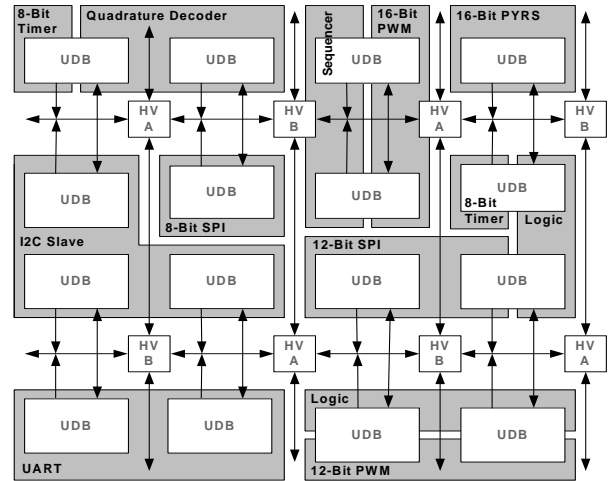 8-Bit
Timer
Quadrature Decoder
Sequencer
16-Bit
PWM
16-Bit PYRS
UDB
UDB
UDB
UDB
HV
A
HV
B
HV
A
HV
B
UDB
UDB
UDB
UDB
8-Bit
Timer
Logic
8-Bit SPI
I2C Slave
12-Bit SPI
UDB
UDB
UDB
UDB
HV
B
HV
A
HV
B
HV
A
Logic
UDB
UDB
UDB
UDB
UART
12-Bit PWM